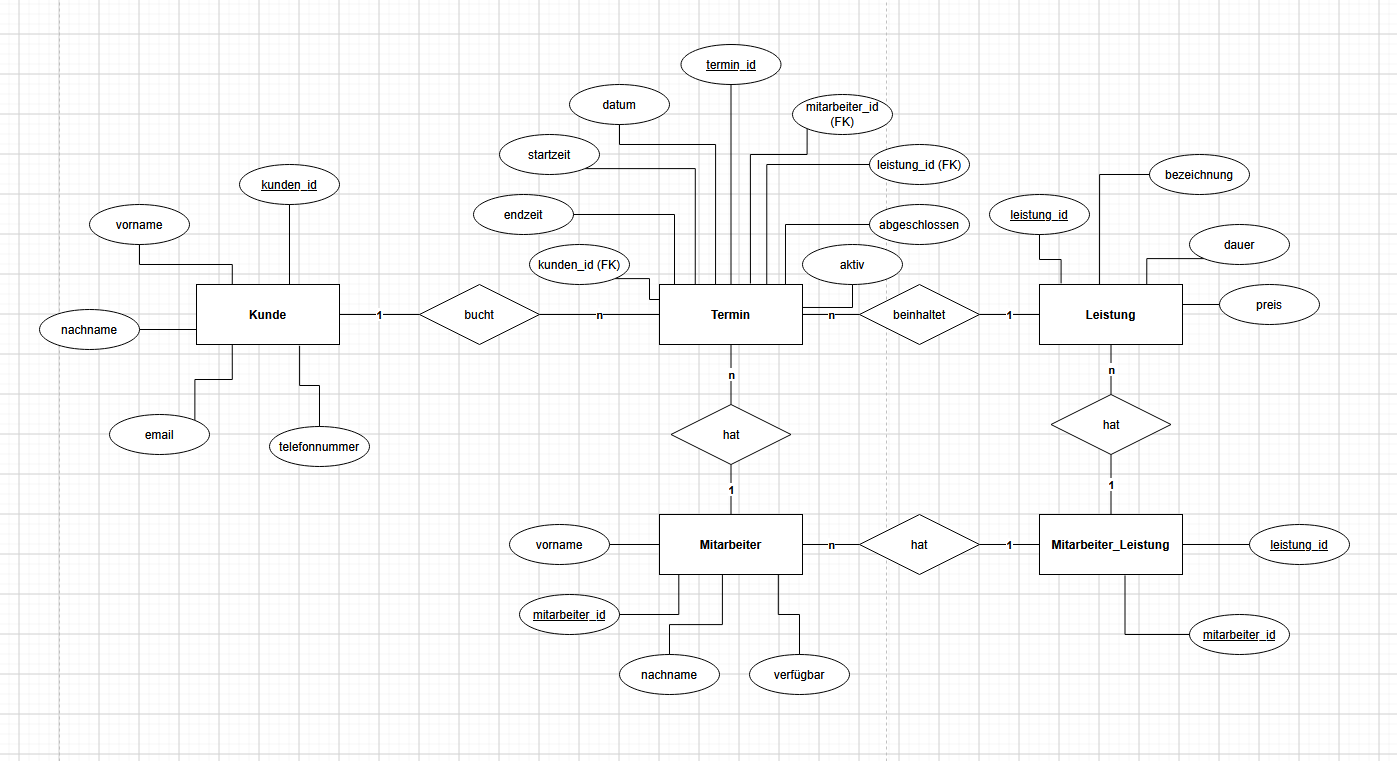 termin_id
datum
mitarbeiter_id
(FK)
startzeit
leistung_id (FK)
bezeichnung
kunden_id
vorname
endzeit
abgeschlossen
leistung_id
dauer
kunden_id (FK)
aktiv
preis
Kunde
1
bucht
n
Termin
n
beinhaltet
1
Leistung
nachname
n
n
hat
hat
email
telefonnummer
1
1
vorname
Mitarbeiter
n
hat
1
Mitarbeiter_Leistung
leistung_id
mitarbeiter_id
mitarbeiter_id
nachname
verfügbar